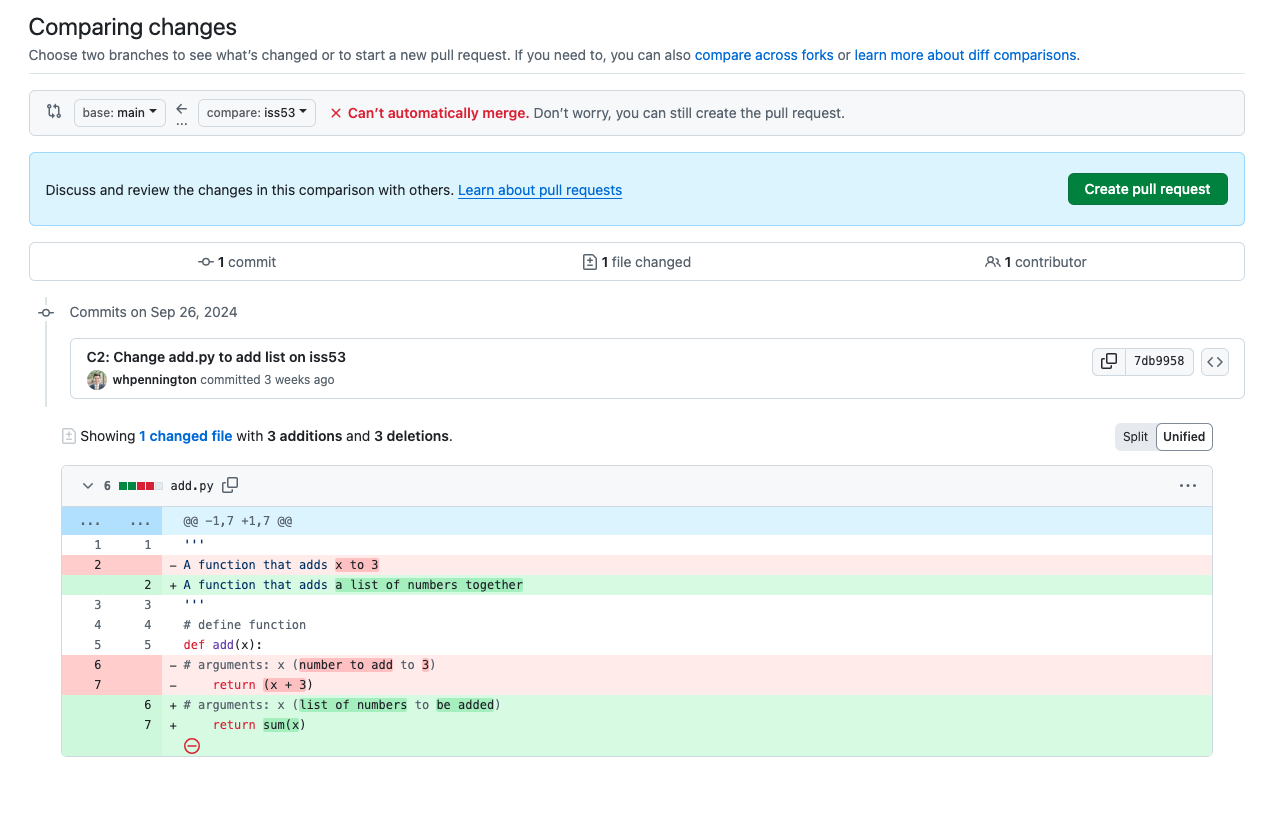 Comparing changes
Choose two branches to see what's changed or to start a new pull request. If you need to, you can also compare across forks or learn more about diff comparisons.
base: main ... compare: iss53 Can't automatically merge. Don't worry, you can still create the pull request.
Discuss and review the changes in this comparison with others. Learn about pull requests Create pull request
1 commit 1 file changed 1 contributor
Commits on Sep 26, 2024
C2: Change add.py to add list on iss53
whpennington committed 3 weeks ago 7db9958
Showing 1 changed file with 3 additions and 3 deletions. Split Unified
6 add.py
... ... @@ -1,7 +1,7 @@
1 1 '''
2 - A function that adds x to 3
2 + A function that adds a list of numbers together
3 3 '''
4 4 # define function
5 5 def add(x):
6 - # arguments: x (number to add to 3)
7 - return (x + 3)
6 + # arguments: x (list of numbers to be added)
7 + return sum(x)